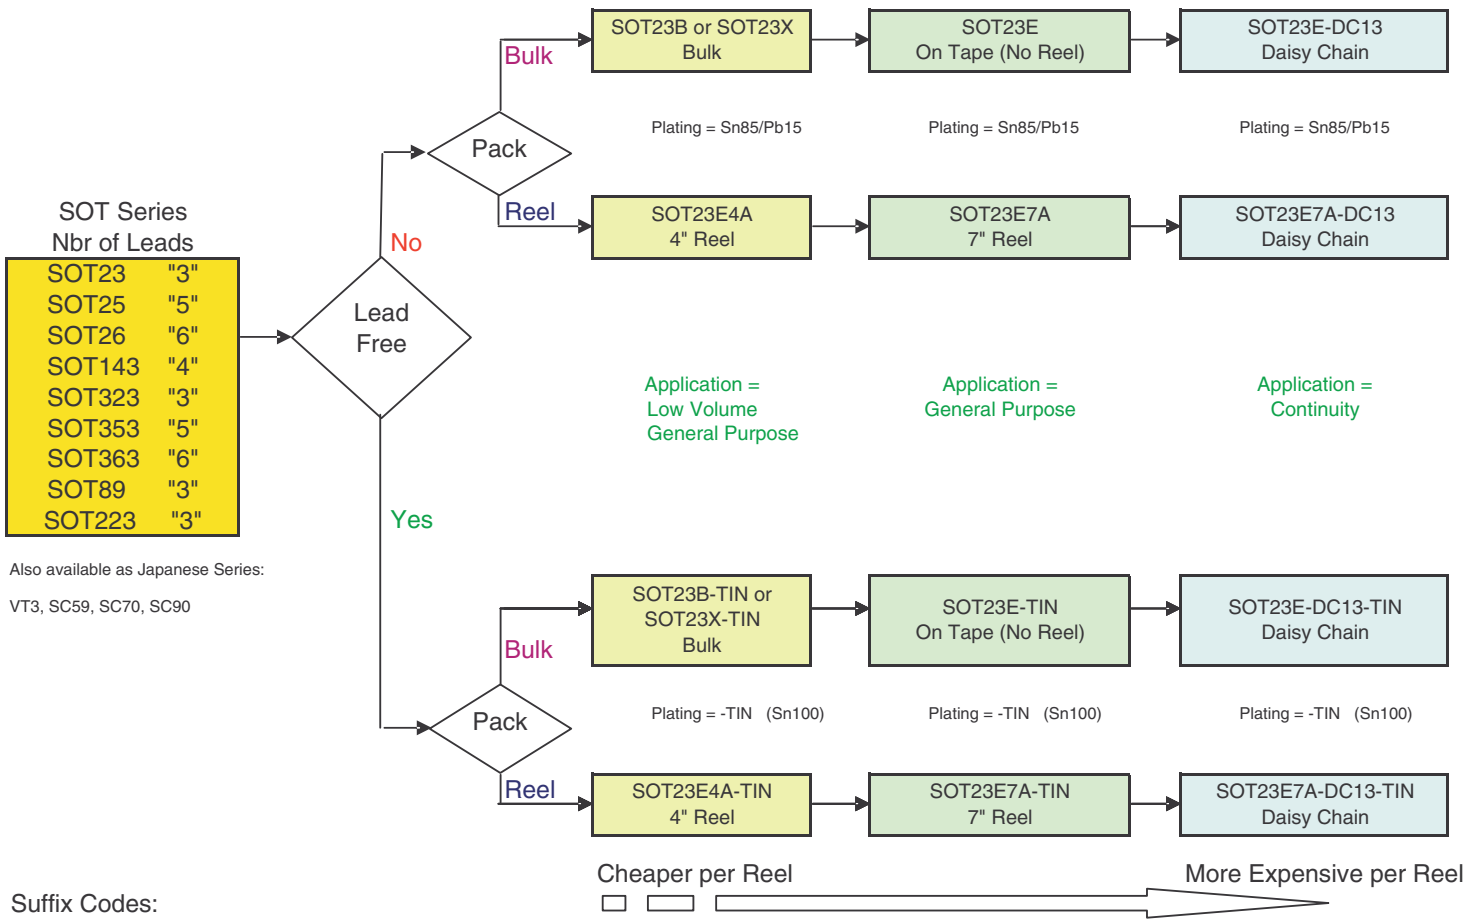 SOT23B or SOT23X
Bulk
SOT23E
On Tape (No Reel)
SOT23E-DC13
Daisy Chain
Bulk
Plating = Sn85/Pb15
Plating = Sn85/Pb15
Plating = Sn85/Pb15
Pack
Reel
SOT23E4A
4" Reel
SOT23E7A
7" Reel
SOT23E7A-DC13
Daisy Chain
SOT Series
Nbr of Leads
SOT23 "3"
SOT25 "5"
SOT26 "6"
SOT143 "4"
SOT323 "3"
SOT353 "5"
SOT363 "6"
SOT89 "3"
SOT223 "3"
No
Lead
Free
Yes
Application =
Low Volume
General Purpose
Application =
General Purpose
Application =
Continuity
Also available as Japanese Series:
VT3, SC59, SC70, SC90
Bulk
SOT23B-TIN or
SOT23X-TIN
Bulk
SOT23E-TIN
On Tape (No Reel)
SOT23E-DC13-TIN
Daisy Chain
Plating = -TIN (Sn100)
Plating = -TIN (Sn100)
Plating = -TIN (Sn100)
Pack
Reel
SOT23E4A-TIN
4" Reel
SOT23E7A-TIN
7" Reel
SOT23E7A-DC13-TIN
Daisy Chain
Cheaper per Reel
More Expensive per Reel
Suffix Codes: